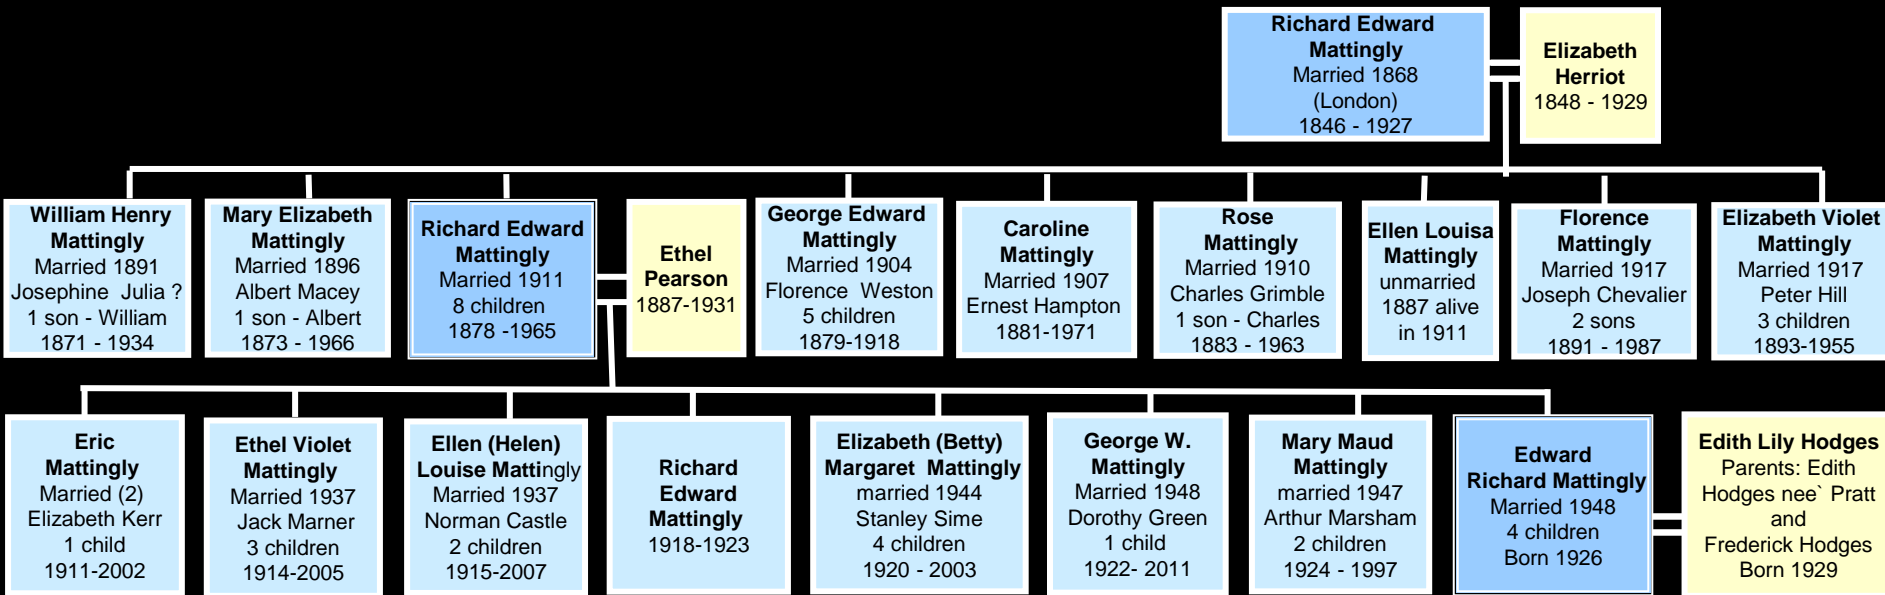 Richard Edward
Mattingly
Married 1868
(London)
1846 - 1927
Elizabeth
Herriot
1848 - 1929
William Henry
Mattingly
Married 1891
Josephine Julia ?
1 son - William
1871 - 1934
Mary Elizabeth
Mattingly
Married 1896
Albert Macey
1 son - Albert
1873 - 1966
Richard Edward
Mattingly
Married 1911
8 children
1878 -1965
Ethel
Pearson
1887-1931
George Edward
Mattingly
Married 1904
Florence Weston
5 children
1879-1918
Caroline
Mattingly
Married 1907
Ernest Hampton
1881-1971
Rose
Mattingly
Married 1910
Charles Grimble
1 son - Charles
1883 - 1963
Ellen Louisa
Mattingly
unmarried
1887 alive
in 1911
Florence
Mattingly
Married 1917
Joseph Chevalier
2 sons
1891 - 1987
Elizabeth Violet
Mattingly
Married 1917
Peter Hill
3 children
1893-1955
Eric
Mattingly
Married (2)
Elizabeth Kerr
1 child
1911-2002
Ethel Violet
Mattingly
Married 1937
Jack Marner
3 children
1914-2005
Ellen (Helen)
Louise Mattingly
Married 1937
Norman Castle
2 children
1915-2007
Richard
Edward
Mattingly
1918-1923
Elizabeth (Betty)
Margaret Mattingly
married 1944
Stanley Sime
4 children
1920 - 2003
George W.
Mattingly
Married 1948
Dorothy Green
1 child
1922- 2011
Mary Maud
Mattingly
married 1947
Arthur Marsham
2 children
1924 - 1997
Edward
Richard Mattingly
Married 1948
4 children
Born 1926
Edith Lily Hodges
Parents: Edith
Hodges nee` Pratt
and
Frederick Hodges
Born 1929